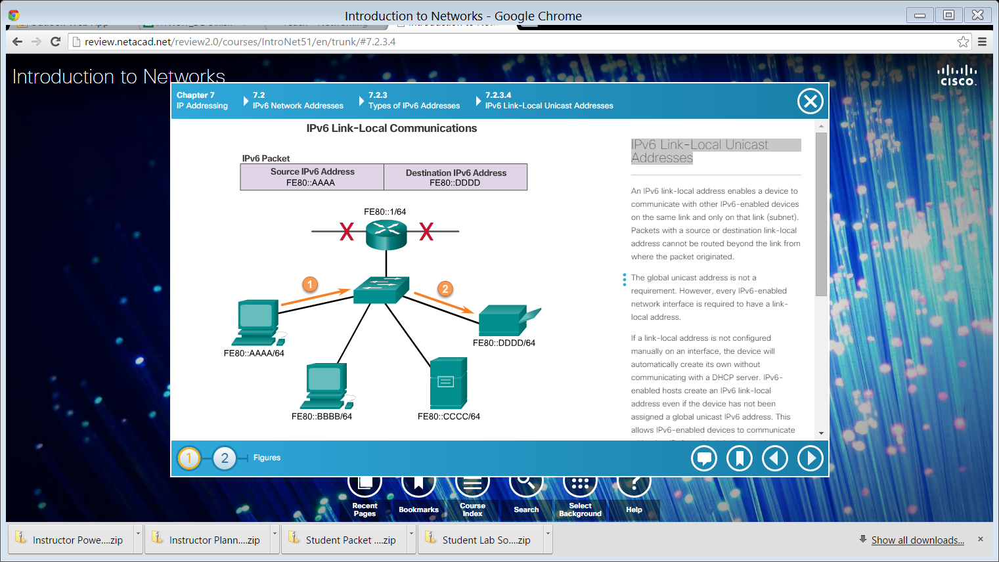 Introduction to Networks - Google Chrome
review.netacad.net/review2.0/courses/IntroNet51/en/trunk/#7.2.3.4
Introduction to Networks
CISCO
Chapter 7
IP Addressing
7.2
IPv6 Network Addresses
7.2.3
Types of IPv6 Addresses
7.2.3.4
IPv6 Link-Local Unicast Addresses
IPv6 Link-Local Communications
IPv6 Packet
Source IPv6 Address
FE80::AAAA
Destination IPv6 Address
FE80::DDDD
FE80::1/64
X X
1
2
FE80::AAAA/64
FE80::DDDD/64
FE80::BBBB/64
FE80::CCCC/64
IPv6 Link-Local Unicast
Addresses
An IPv6 link-local address enables a device to
communicate with other IPv6-enabled devices
on the same link and only on that link (subnet).
Packets with a source or destination link-local
address cannot be routed beyond the link from
where the packet originated.
The global unicast address is not a
requirement. However, every IPv6-enabled
network interface is required to have a link-
local address.
If a link-local address is not configured
manually on an interface, the device will
automatically create its own without
communicating with a DHCP server. IPv6-
enabled hosts create an IPv6 link-local
address even if the device has not been
assigned a global unicast IPv6 address. This
allows IPv6-enabled devices to communicate
1 2 Figures
Recent
Pages
Bookmarks
Course
Index
Search
Select
Background
?
Help
Instructor Powe....zip
Instructor Plann....zip
Student Packet ....zip
Student Lab So....zip
Show all downloads...